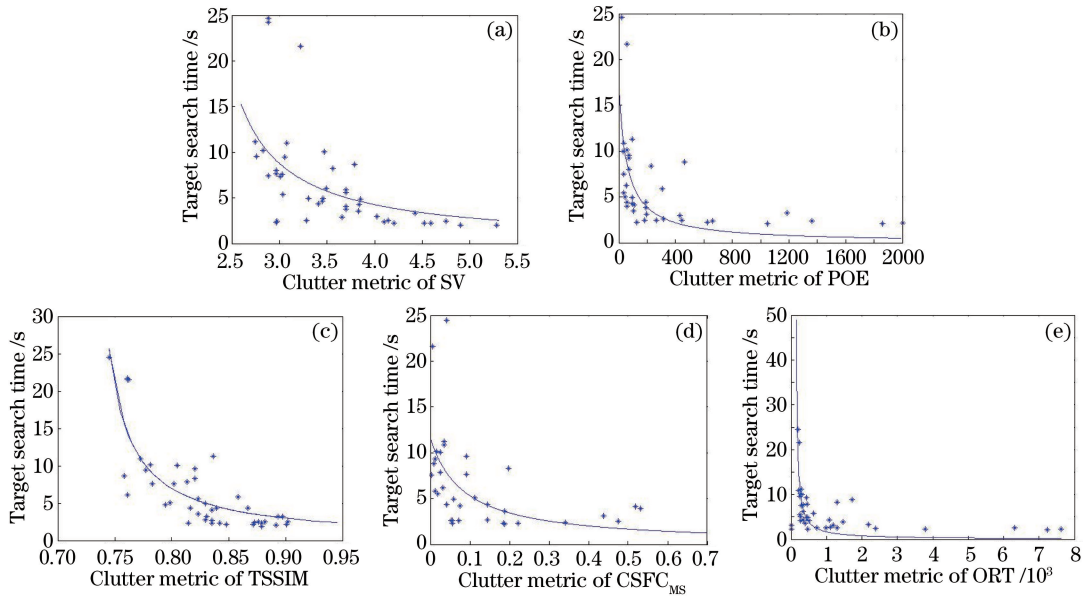 (a)
Target search time /s
25
20
15
10
5
0
2.5 3.0 3.5 4.0 4.5 5.0 5.5
Clutter metric of SV
(b)
Target search time /s
25
20
15
10
5
0
0 400 800 1200 1600 2000
Clutter metric of POE
(c)
Target search time /s
30
25
20
15
10
5
0
0.70 0.75 0.80 0.85 0.90 0.95
Clutter metric of TSSIM
(d)
Target search time /s
25
20
15
10
5
0
0 0.1 0.2 0.3 0.4 0.5 0.6 0.7
Clutter metric of CSFC_MS
(e)
Target search time /s
50
40
30
20
10
0
0 1 2 3 4 5 6 7 8
Clutter metric of ORT /10³